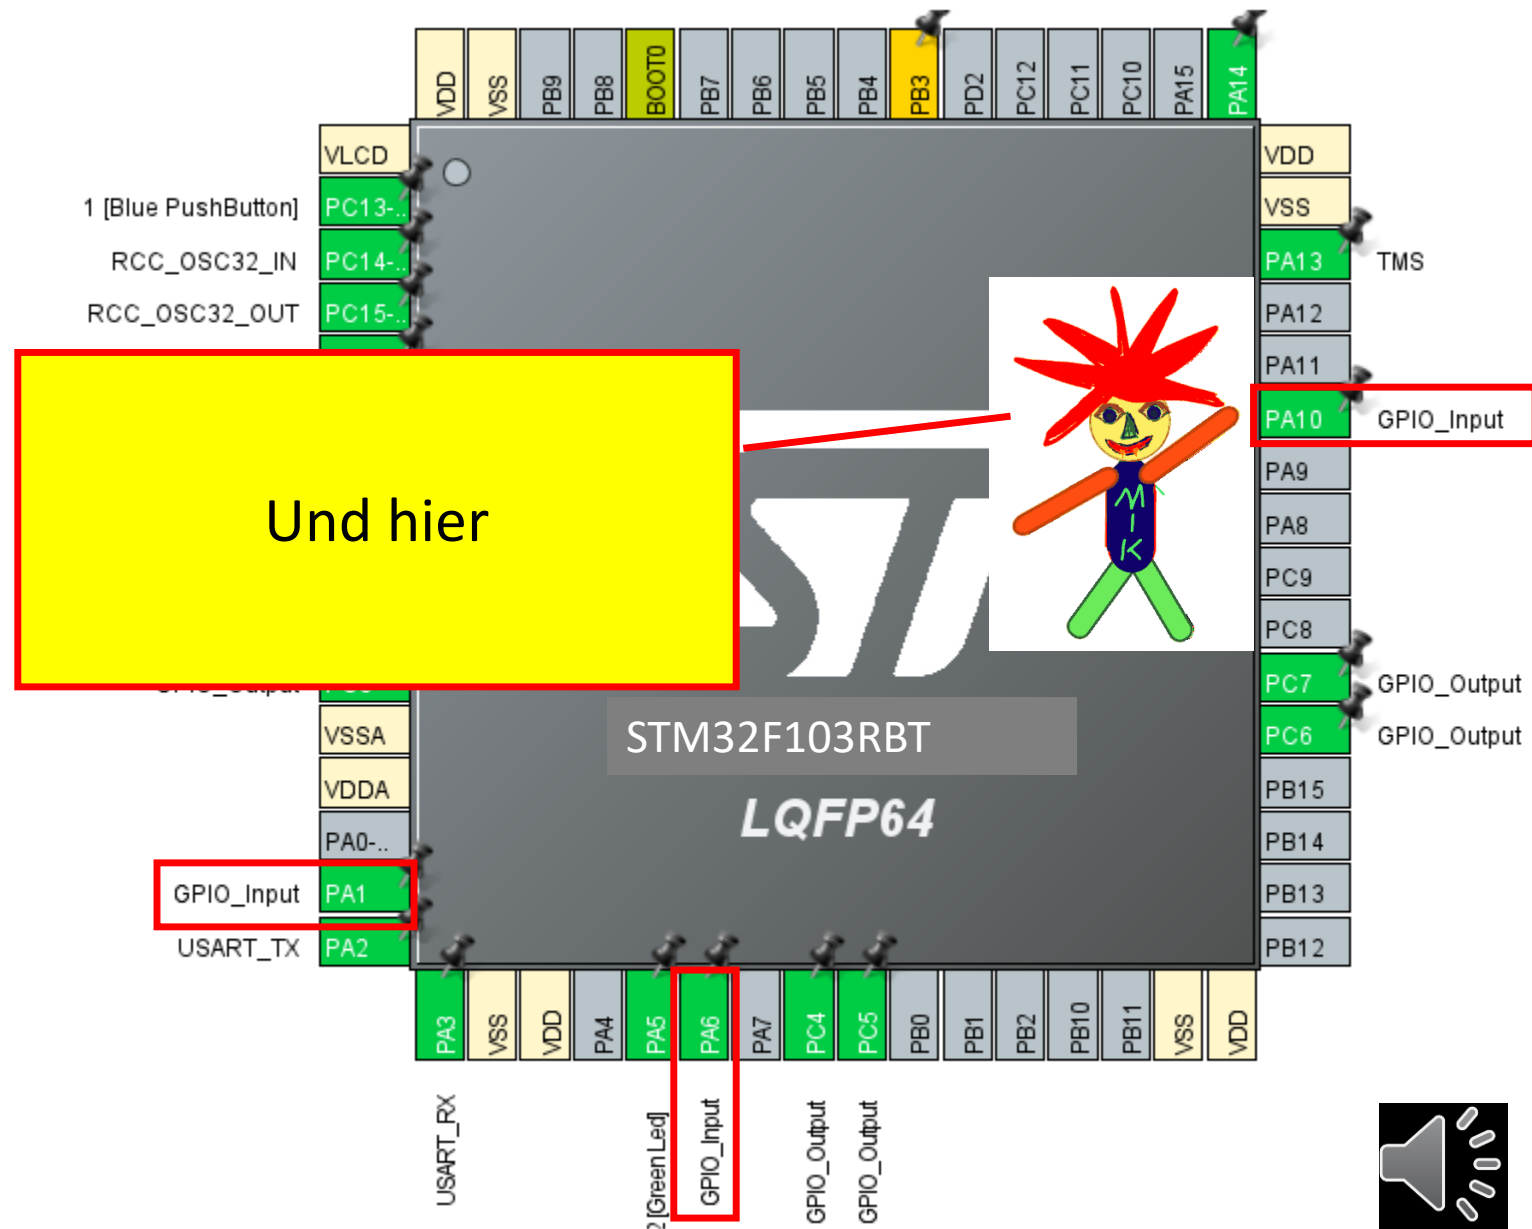 VDD
VSS
PB9
PB8
BOOT0
PB7
PB6
PB5
PB4
PB3
PD2
PC12
PC11
PC10
PA15
PA14
VLCD
1 [Blue PushButton] PC13-..
RCC_OSC32_IN PC14-..
RCC_OSC32_OUT PC15-..
VDD
VSS
PA13 TMS
PA12
PA11
PA10 GPIO_Input
PA9
PA8
PC9
PC8
PC7 GPIO_Output
PC6 GPIO_Output
PB15
PB14
PB13
PB12
Und hier
M
I
K
STM32F103RBT
LQFP64
VSSA
VDDA
PA0-..
GPIO_Input PA1
USART_TX PA2
PA3
VSS
VDD
PA4
PA5
PA6
PA7
PC4
PC5
PB0
PB1
PB2
PB10
PB11
VSS
VDD
USART_RX
[Green Led]
GPIO_Input
GPIO_Output
GPIO_Output